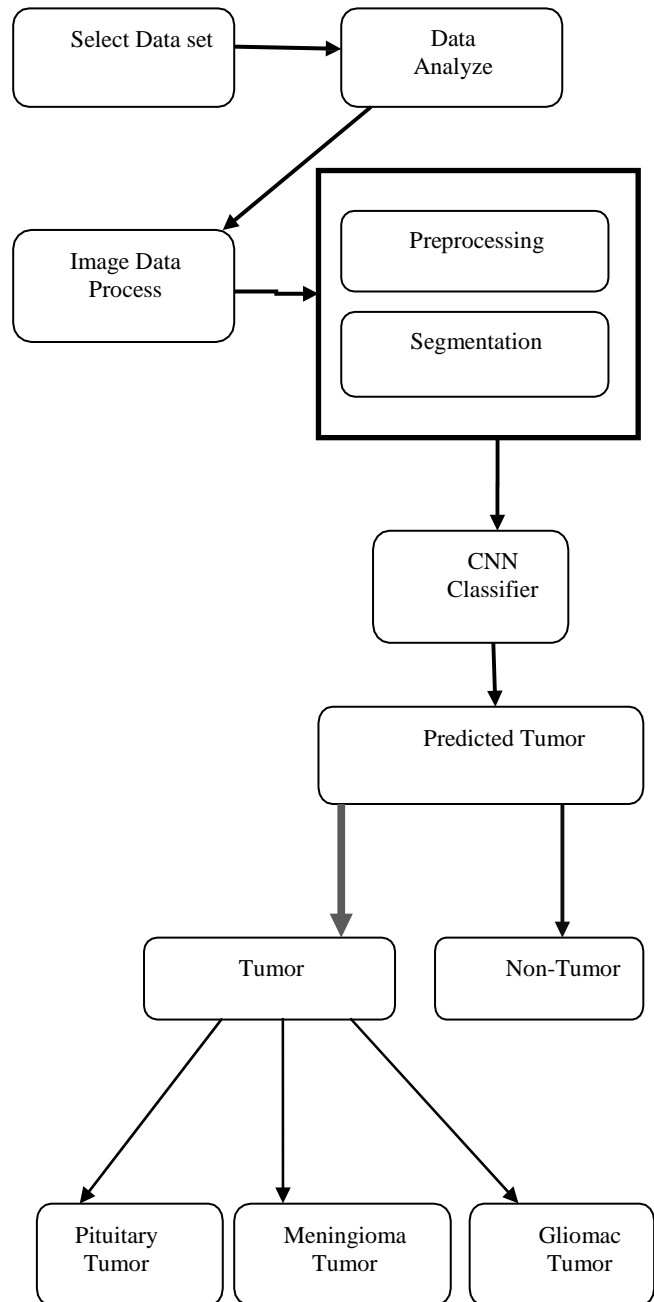 Select Data set
Data
Analyze
Image Data
Process
Preprocessing
Segmentation
CNN
Classifier
Predicted Tumor
Tumor
Non-Tumor
Pituitary
Tumor
Meningioma
Tumor
Gliomac
Tumor